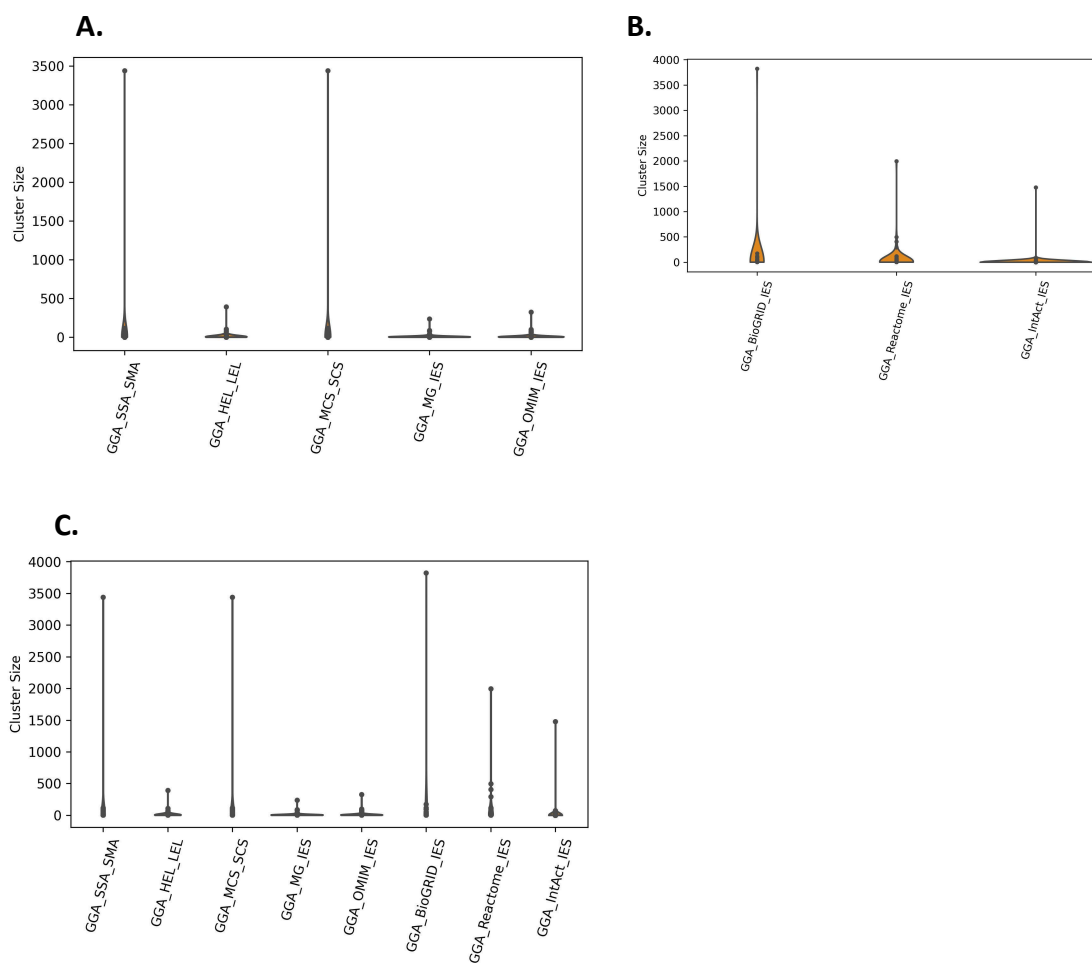 A.
3500
3000
2500
2000
1500
1000
500
0
Cluster Size
GGA_SSA_SMA
GGA_HEL_LEL
GGA_MCS_SCS
GGA_MG_IES
GGA_OMIM_IES
B.
4000
3500
3000
2500
2000
1500
1000
500
0
Cluster Size
GGA_BioGRID_IES
GGA_Reactome_IES
GGA_IntAct_IES
C.
4000
3500
3000
2500
2000
1500
1000
500
0
Cluster Size
GGA_SSA_SMA
GGA_HEL_LEL
GGA_MCS_SCS
GGA_MG_IES
GGA_OMIM_IES
GGA_BioGRID_IES
GGA_Reactome_IES
GGA_IntAct_IES